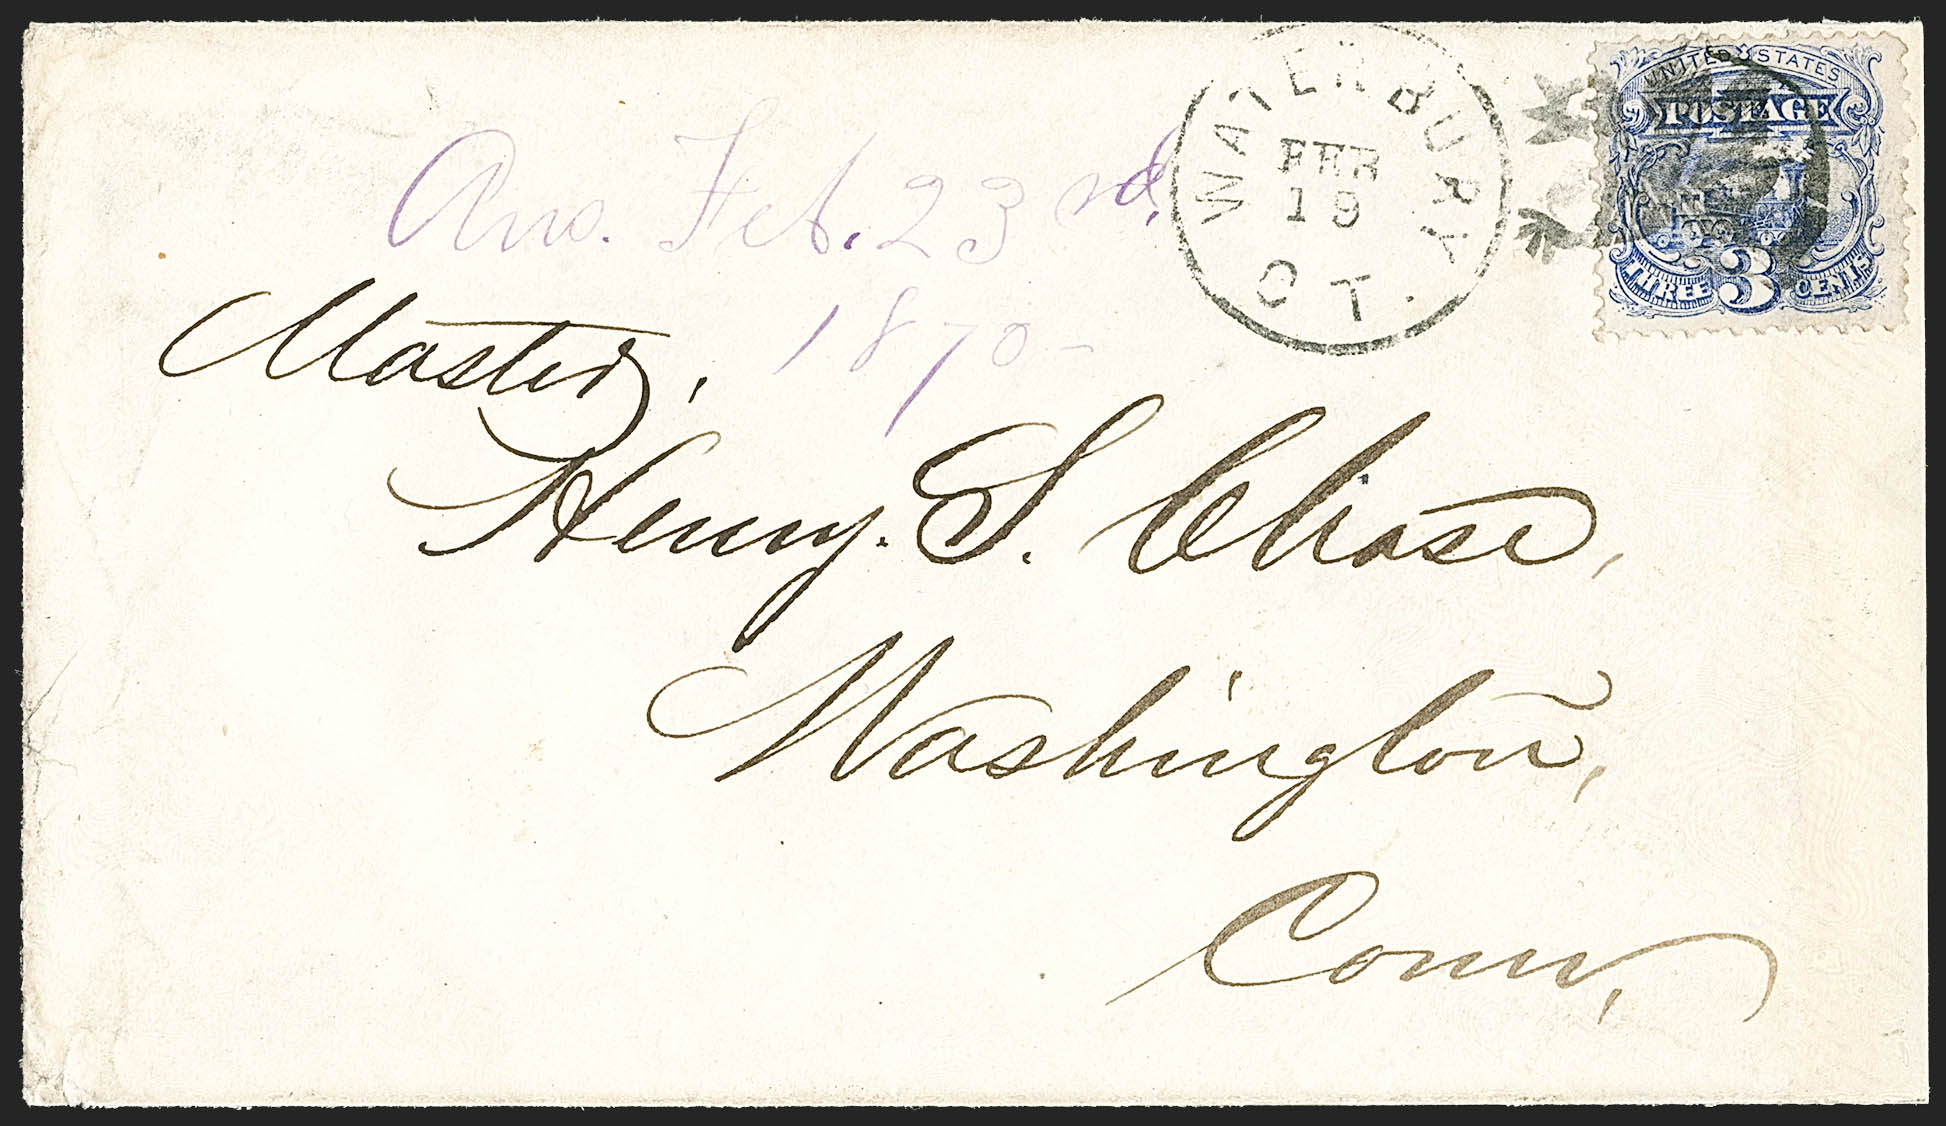 WATERBURY
FEB
19
CT.
UNITED STATES
POSTAGE
THREE 3 CENTS
Ans. Feb. 23rd,
1870-
Master,
Henry. S. Chase,
Washington,
Conn,